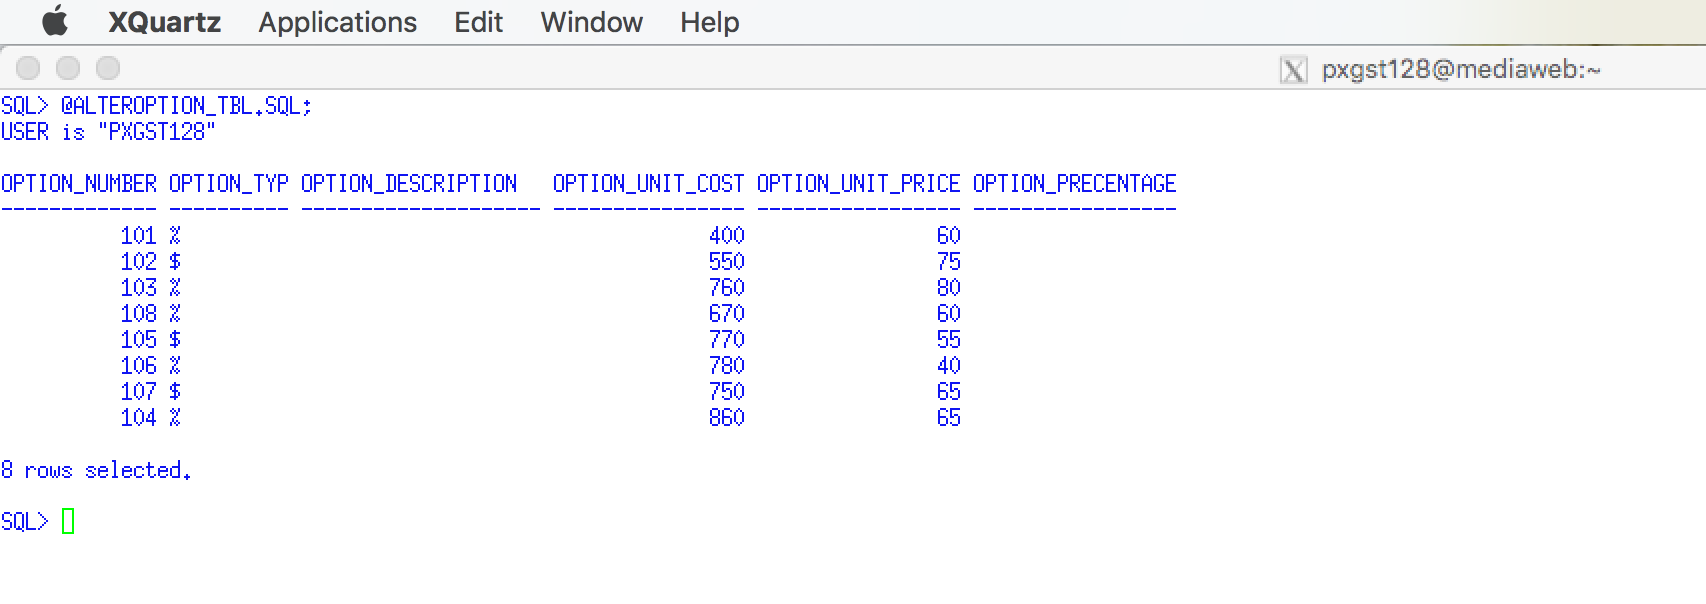 XQuartz Applications Edit Window Help
pxgst128@mediaweb:~
SQL> @ALTEROPTION_TBL.SQL;
USER is "PXGST128"
OPTION_NUMBER OPTION_TYP OPTION_DESCRIPTION OPTION_UNIT_COST OPTION_UNIT_PRICE OPTION_PRECENTAGE
------------- ---------- -------------------- ---------------- ----------------- -----------------
101 % 400 60
102 $ 550 75
103 % 760 80
108 % 670 60
105 $ 770 55
106 % 780 40
107 $ 750 65
104 % 860 65
8 rows selected.
SQL>